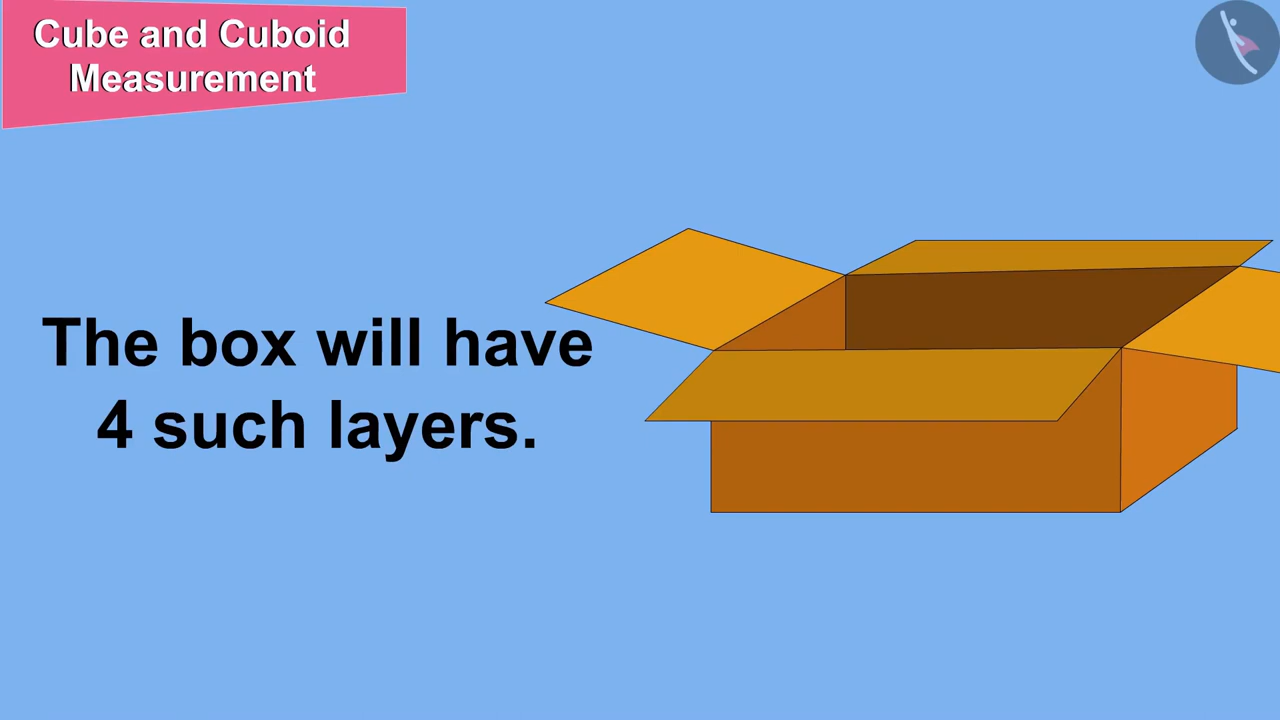 Cube and Cuboid
Measurement
The box will have
4 such layers.